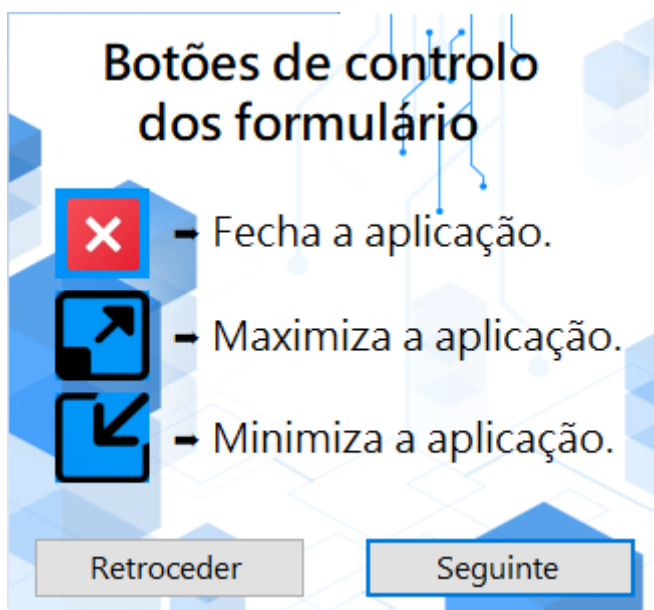 Botões de controlo
dos formulário
➡ Fecha a aplicação.
➡ Maximiza a aplicação.
➡ Minimiza a aplicação.
Retroceder
Seguinte